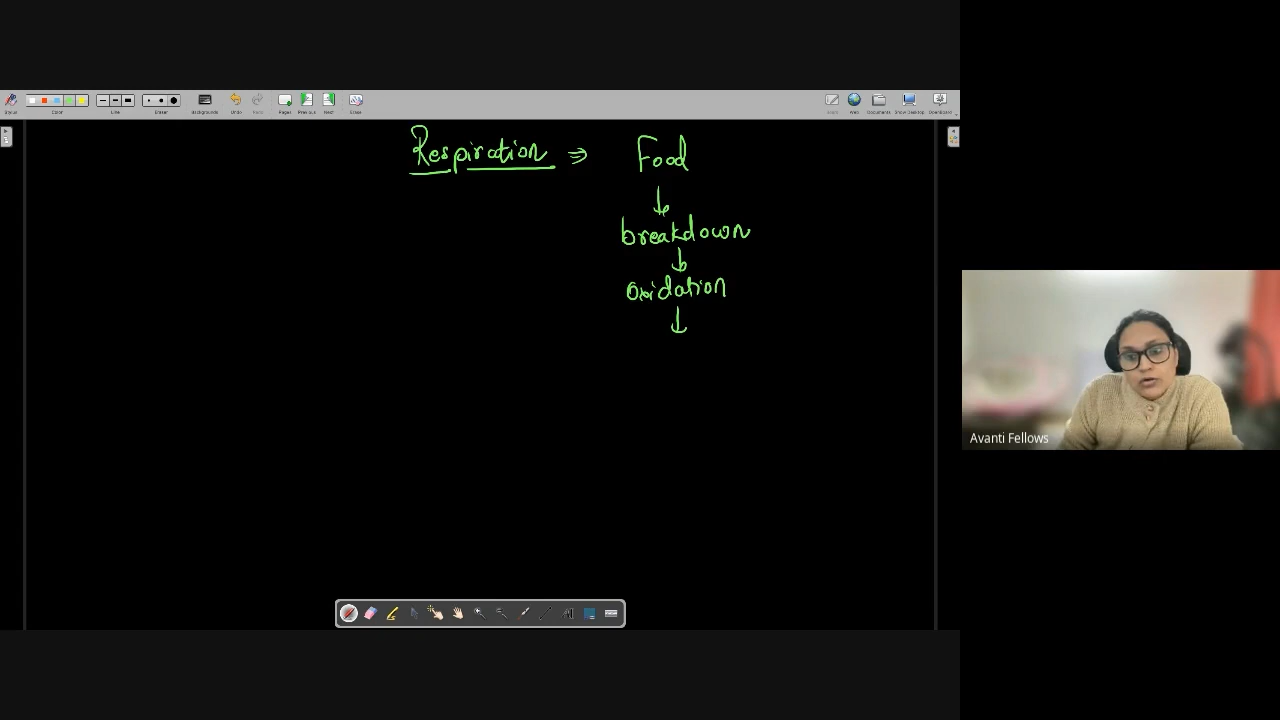 Respiration ⇒ Food
↓
breakdown
↓
oxidation
↓
Avanti Fellows